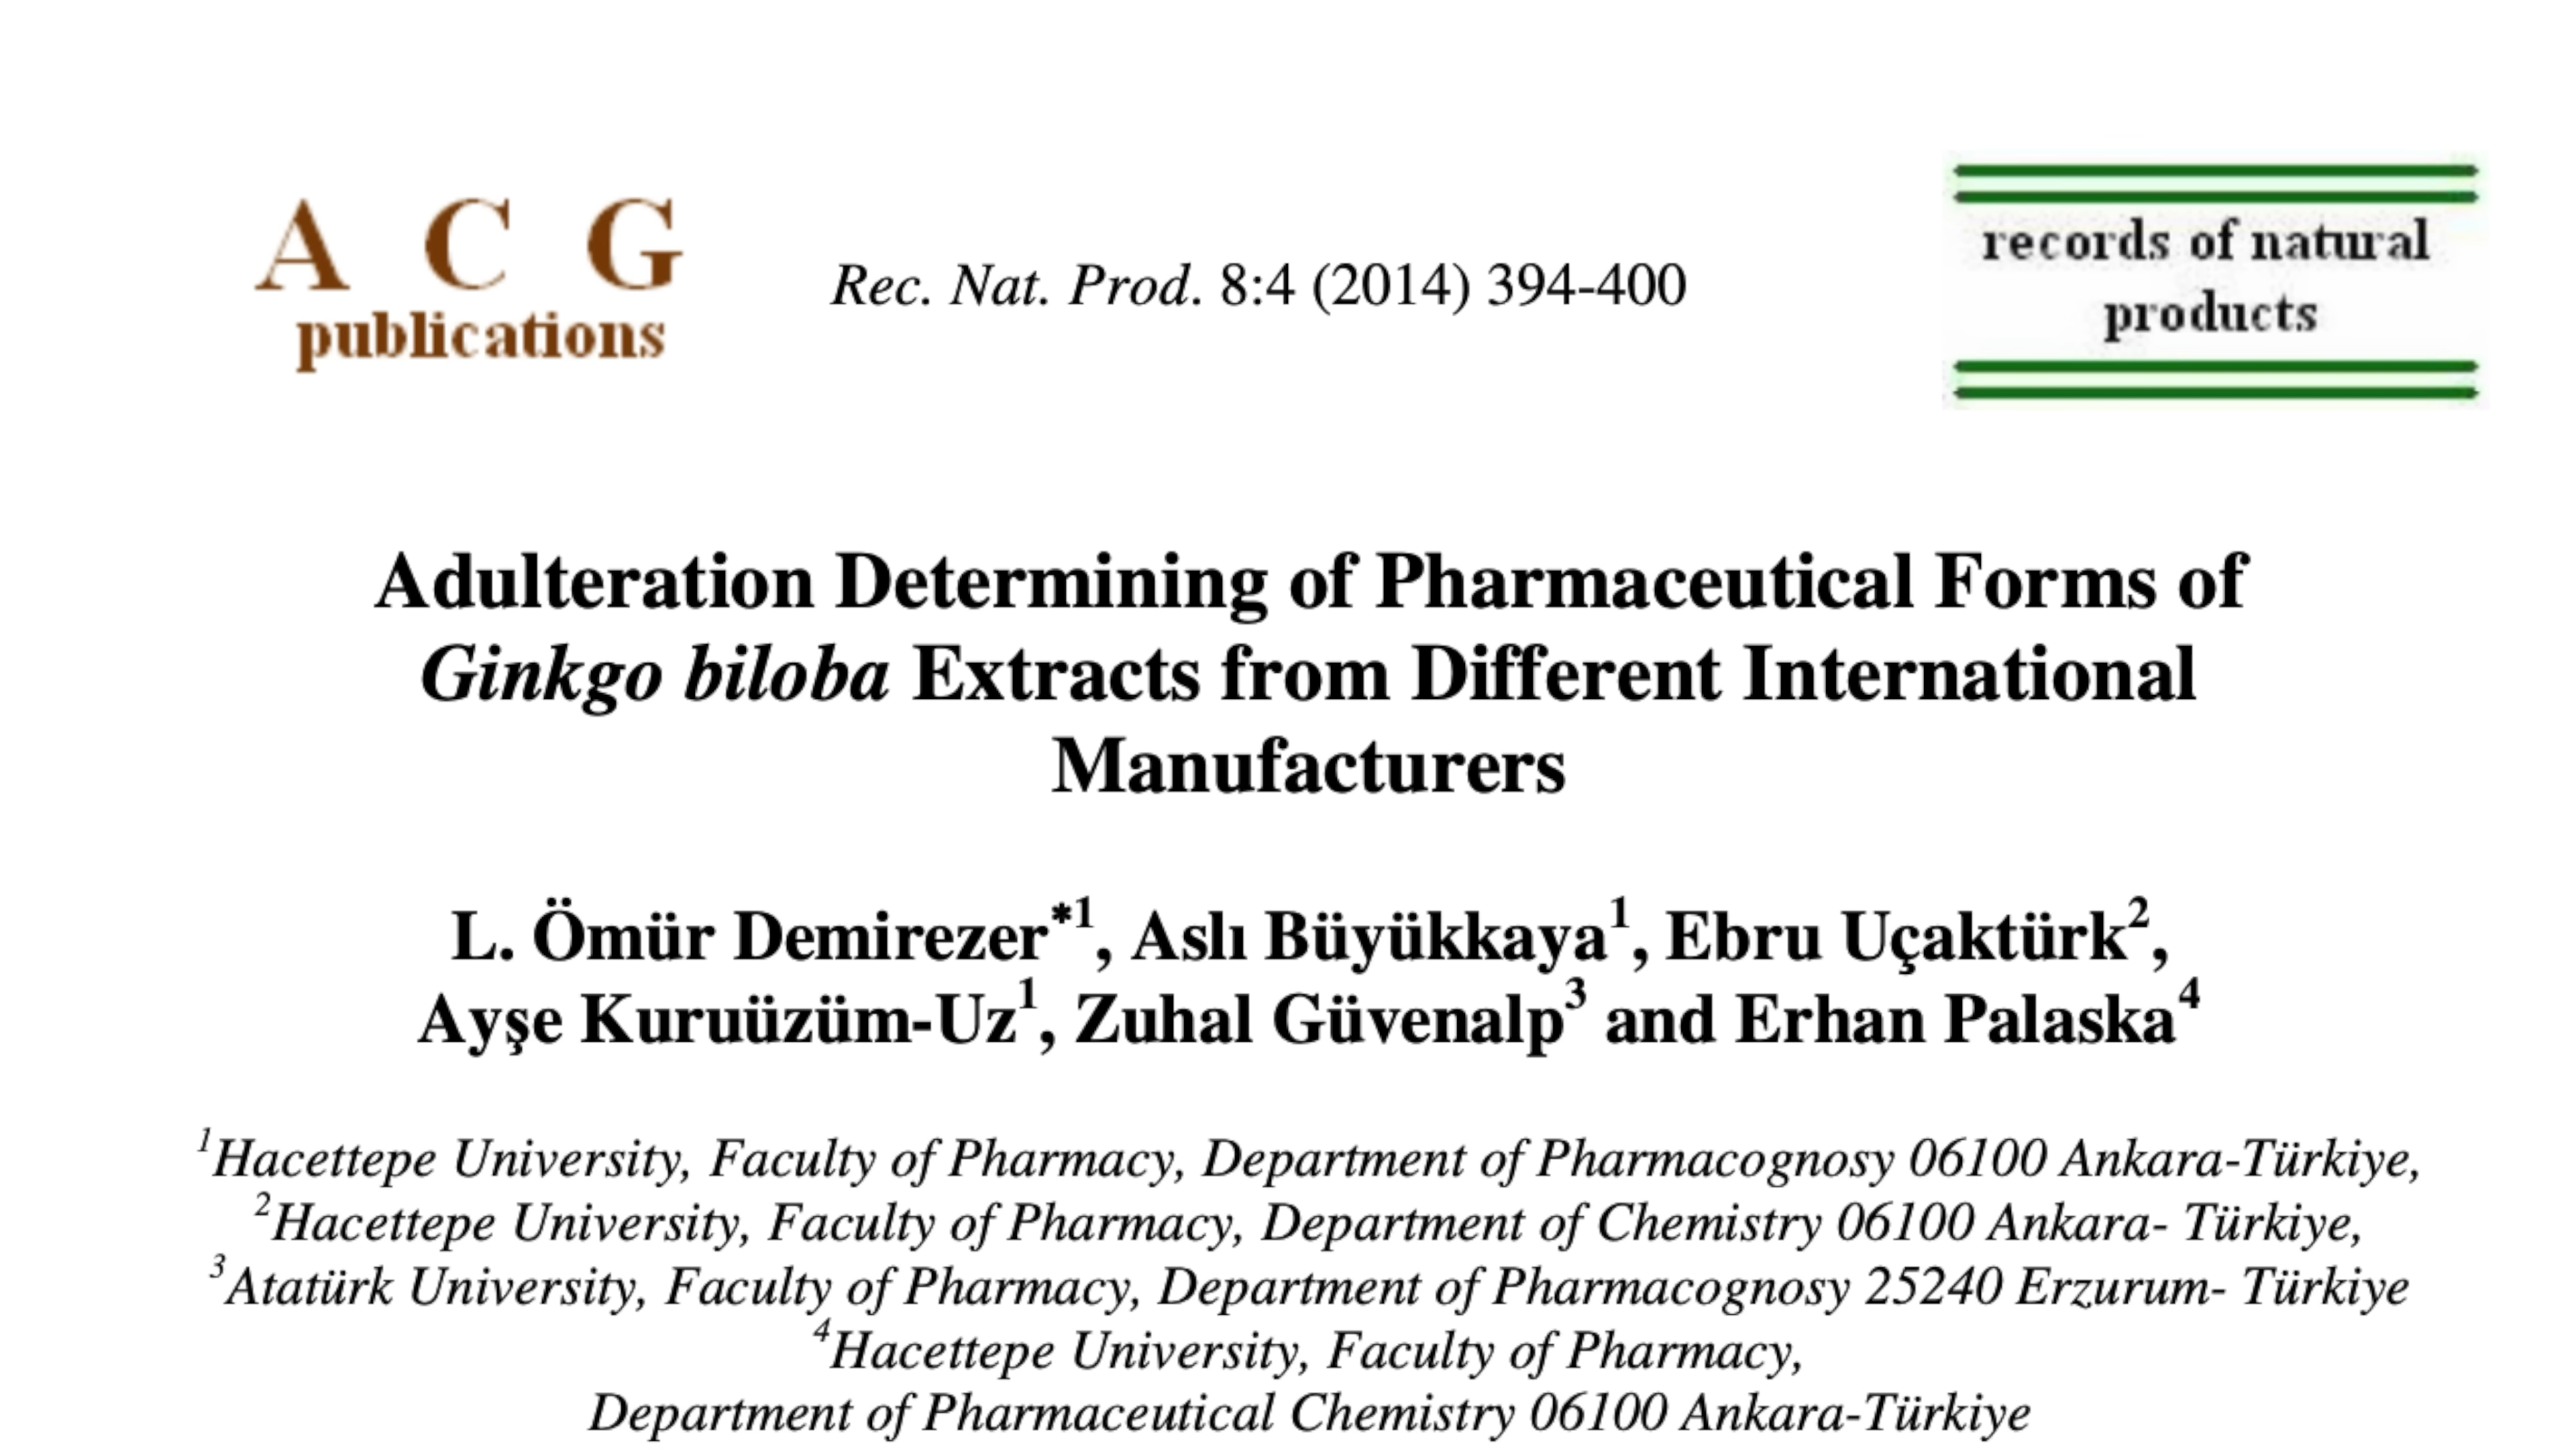 A C G
publications
Rec. Nat. Prod. 8:4 (2014) 394-400
records of natural
products
Adulteration Determining of Pharmaceutical Forms of
Ginkgo biloba Extracts from Different International
Manufacturers
L. Ömür Demirezer*1, Aslı Büyükkaya1, Ebru Uçaktürk2,
Ayşe Kuruüzüm-Uz1, Zuhal Güvenalp3 and Erhan Palaska4
1Hacettepe University, Faculty of Pharmacy, Department of Pharmacognosy 06100 Ankara-Türkiye,
2Hacettepe University, Faculty of Pharmacy, Department of Chemistry 06100 Ankara- Türkiye,
3Atatürk University, Faculty of Pharmacy, Department of Pharmacognosy 25240 Erzurum- Türkiye
4Hacettepe University, Faculty of Pharmacy,
Department of Pharmaceutical Chemistry 06100 Ankara-Türkiye